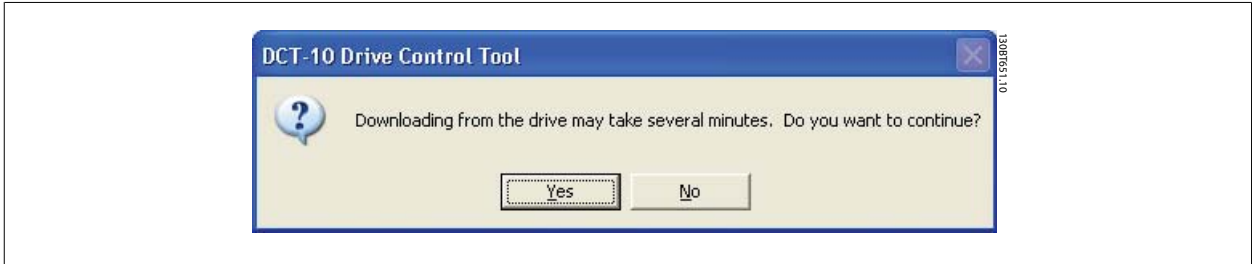 DCT-10 Drive Control Tool
Downloading from the drive may take several minutes. Do you want to continue?
Yes
No
130BT651.10